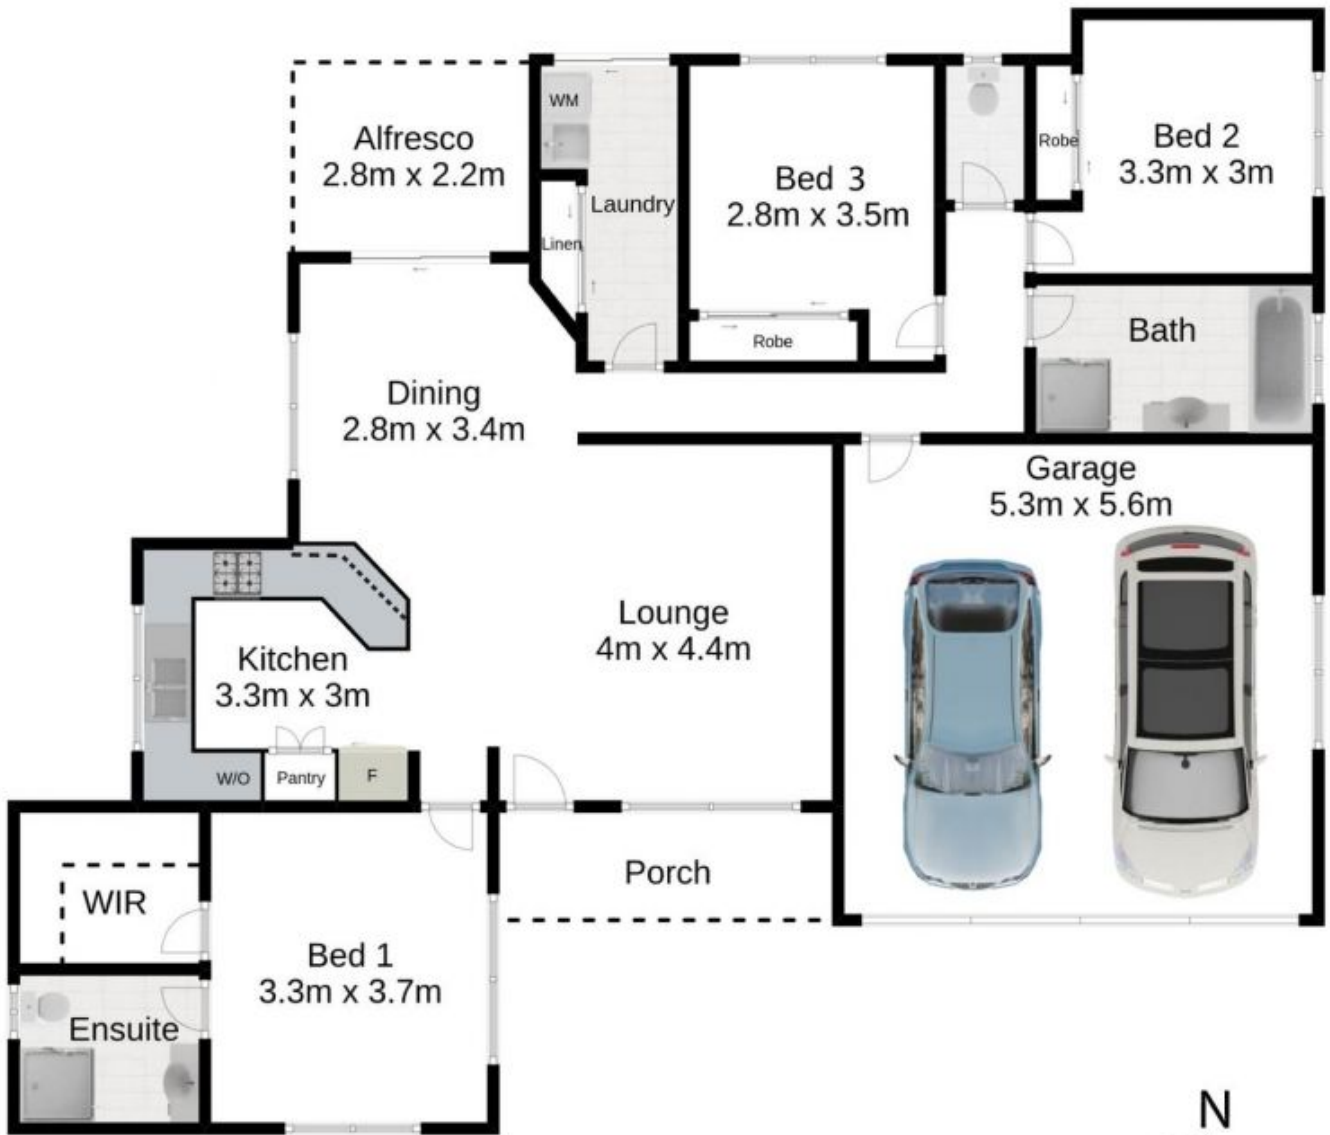 Alfresco
2.8m x 2.2m
WM
Laundry
Linen
Bed 3
2.8m x 3.5m
Robe
Robe
Bed 2
3.3m x 3m
Bath
Dining
2.8m x 3.4m
Garage
5.3m x 5.6m
Lounge
4m x 4.4m
Kitchen
3.3m x 3m
W/O
Pantry
F
Porch
WIR
Bed 1
3.3m x 3.7m
Ensuite
N